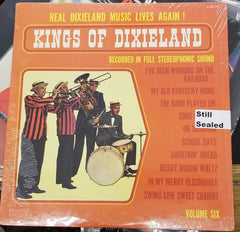 REAL DIXIELAND MUSIC LIVES AGAIN!
KINGS OF DIXIELAND
RECORDED IN FULL STEREOPHONIC SOUND
I'VE BEEN WORKING ON THE
RAILROAD
MY OLD KENTUCKY HOME
THE BAND PLAYED ON
SONG
OH
SCHOOL DAYS
SHORTNIN' BREAD
MERRY WIDOW WALTZ
IN MY MERRY OLDSMOBILE
SWING LOW SWEET CHARIOT
Still
Sealed
VOLUME SIX